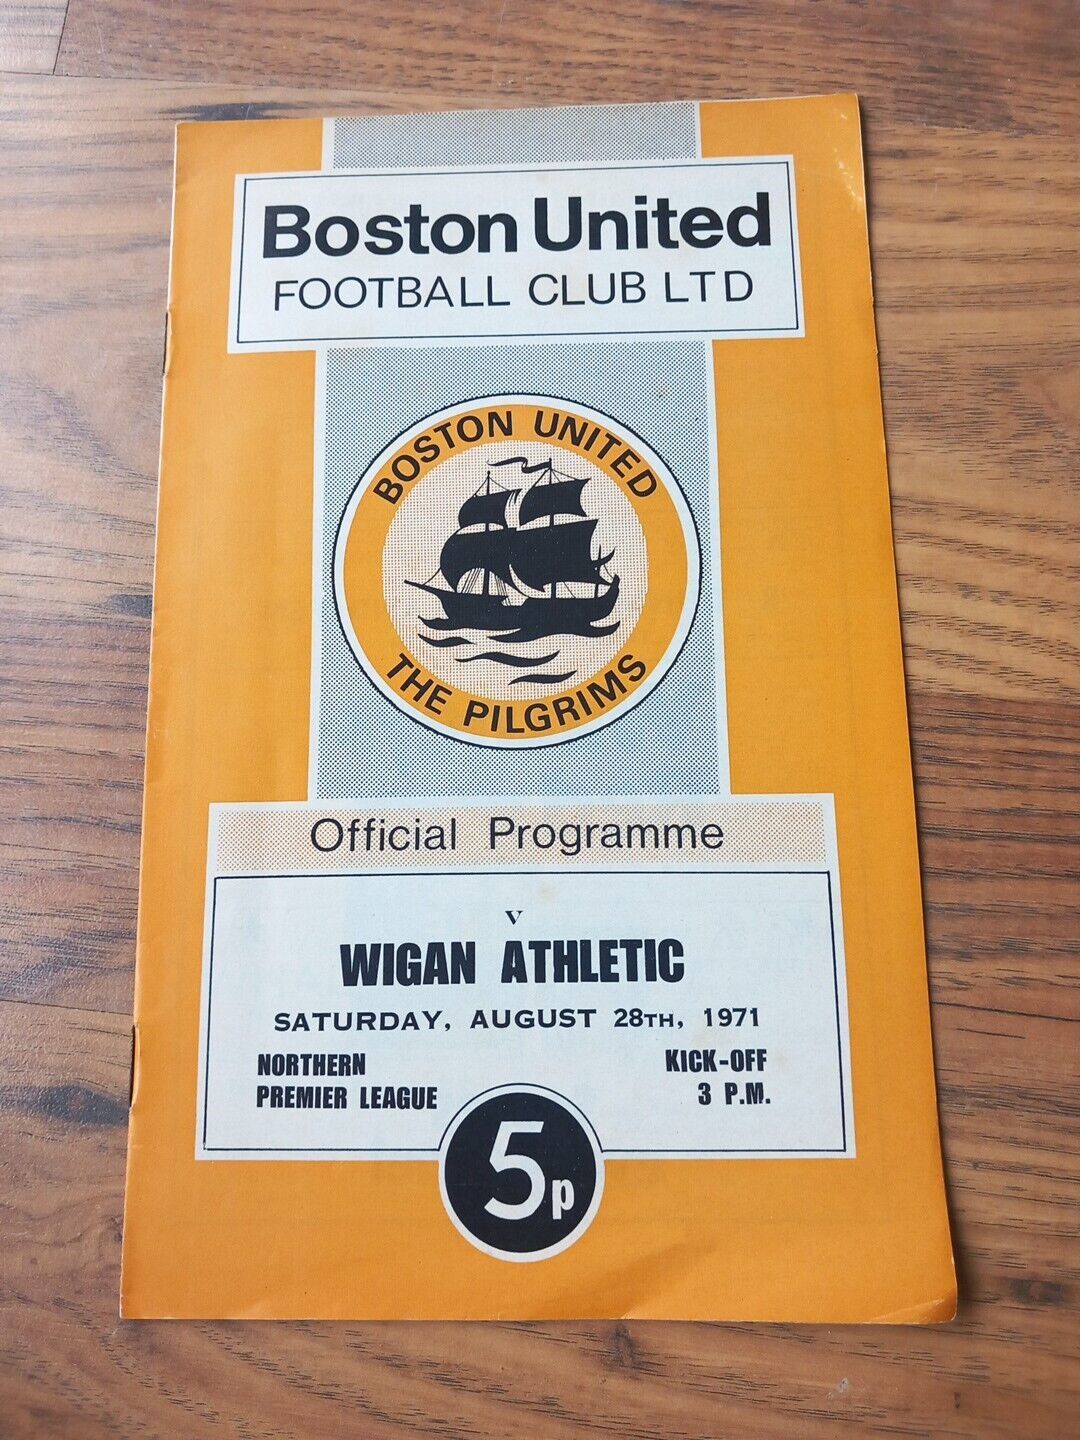 Boston United
FOOTBALL CLUB LTD
BOSTON UNITED
THE PILGRIMS
Official Programme
v
WIGAN ATHLETIC
SATURDAY, AUGUST 28TH, 1971
NORTHERN
PREMIER LEAGUE
KICK-OFF
3 P.M.
5p